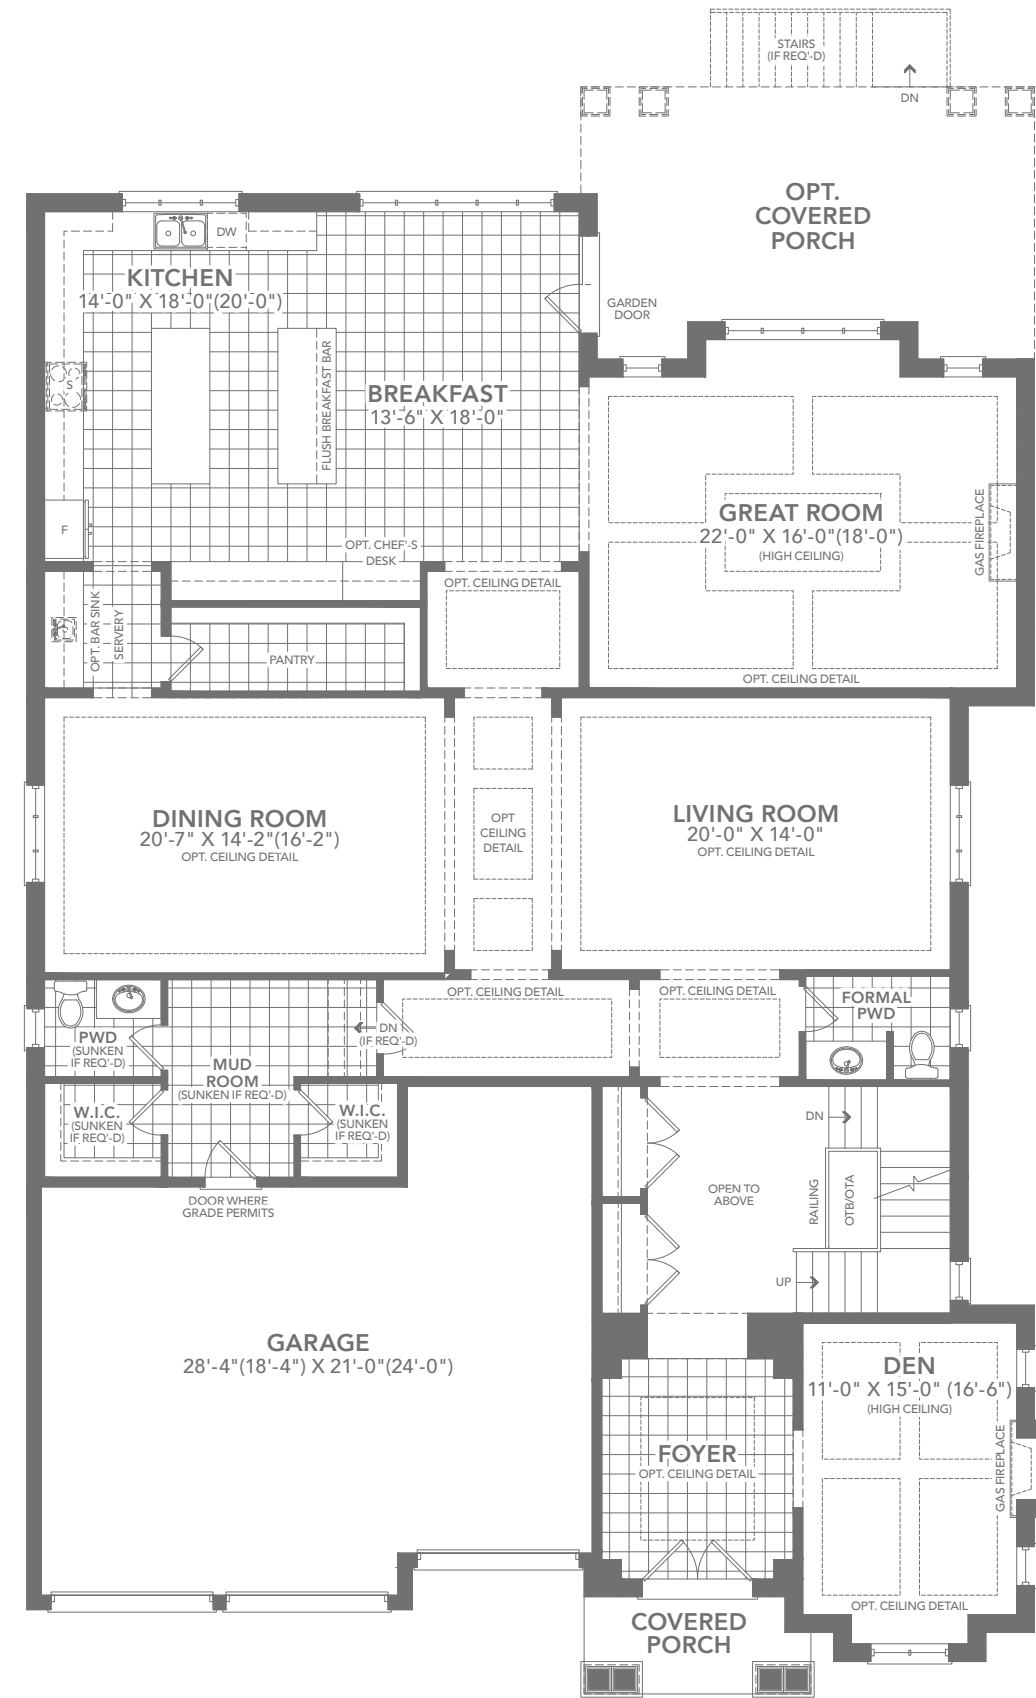 STAIRS
(IF REQ'-D)
DN
OPT.
COVERED
PORCH
DW
KITCHEN
14'-0" X 18'-0"(20'-0")
GARDEN
DOOR
S
FLUSH BREAKFAST BAR
BREAKFAST
13'-6" X 18'-0"
GREAT ROOM
22'-0" X 16'-0"(18'-0")
(HIGH CEILING)
GAS FIREPLACE
F
OPT. CHEF'-S
DESK
OPT. CEILING DETAIL
OPT. BAR SINK
SERVERY
PANTRY
OPT. CEILING DETAIL
DINING ROOM
20'-7" X 14'-2"(16'-2")
OPT. CEILING DETAIL
OPT
CEILING
DETAIL
LIVING ROOM
20'-0" X 14'-0"
OPT. CEILING DETAIL
OPT. CEILING DETAIL
OPT. CEILING DETAIL
FORMAL
PWD
PWD
(SUNKEN
IF REQ'-D)
DN
(IF REQ'-D)
MUD
ROOM
(SUNKEN IF REQ'-D)
W.I.C.
(SUNKEN
IF REQ'-D)
W.I.C.
(SUNKEN
IF REQ'-D)
DN
DOOR WHERE
GRADE PERMITS
OPEN TO
ABOVE
RAILING
OTB/OTA
UP
GARAGE
28'-4"(18'-4") X 21'-0"(24'-0")
DEN
11'-0" X 15'-0" (16'-6")
(HIGH CEILING)
GAS FIREPLACE
FOYER
OPT. CEILING DETAIL
OPT. CEILING DETAIL
COVERED
PORCH